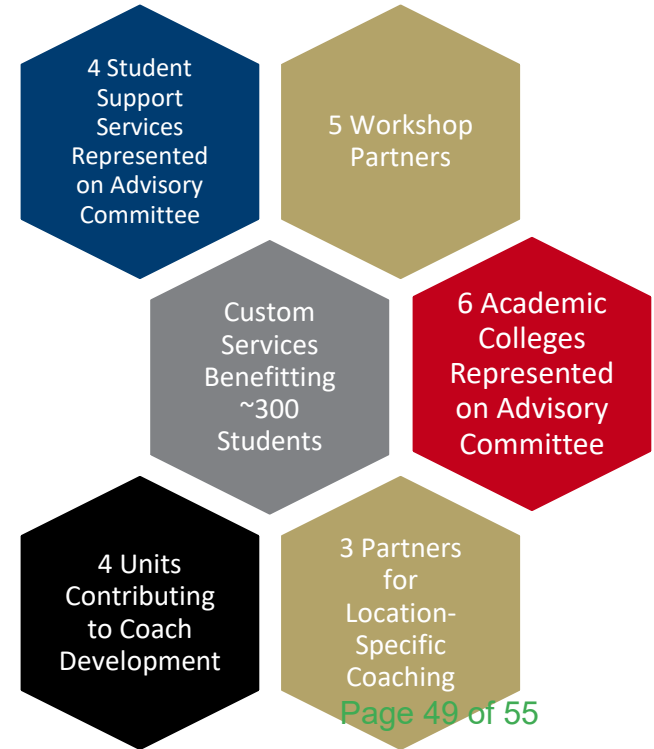 4 Student
Support
Services
Represented
on Advisory
Committee
5 Workshop
Partners
Custom
Services
Benefitting
~300
Students
6 Academic
Colleges
Represented
on Advisory
Committee
4 Units
Contributing
to Coach
Development
3 Partners
for
Location-
Specific
Coaching
Page 49 of 55